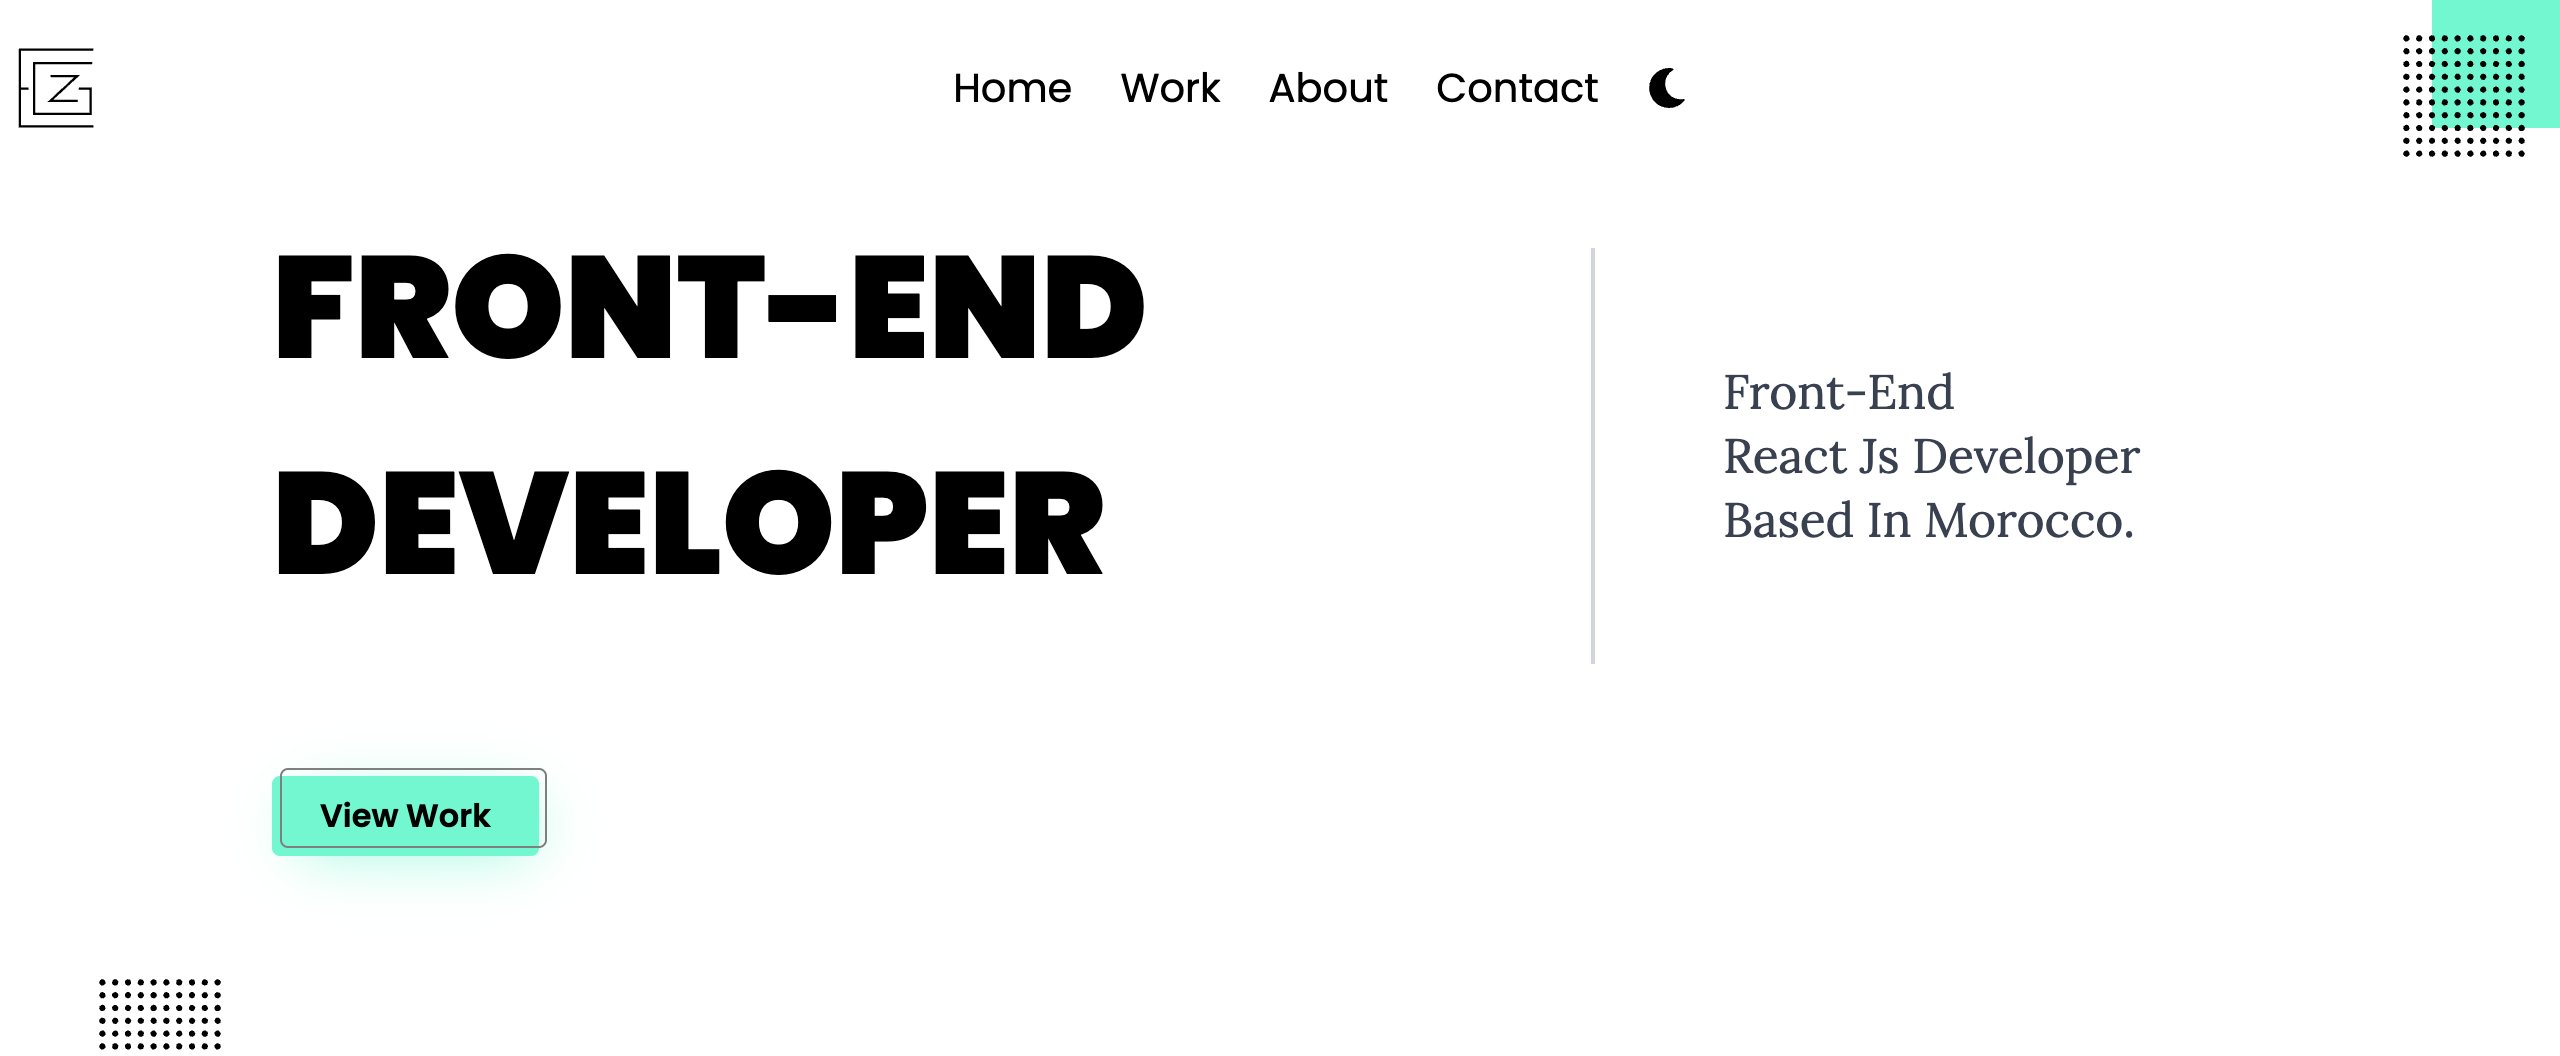 Home Work About Contact
FRONT-END
DEVELOPER
Front-End
React Js Developer
Based In Morocco.
View Work